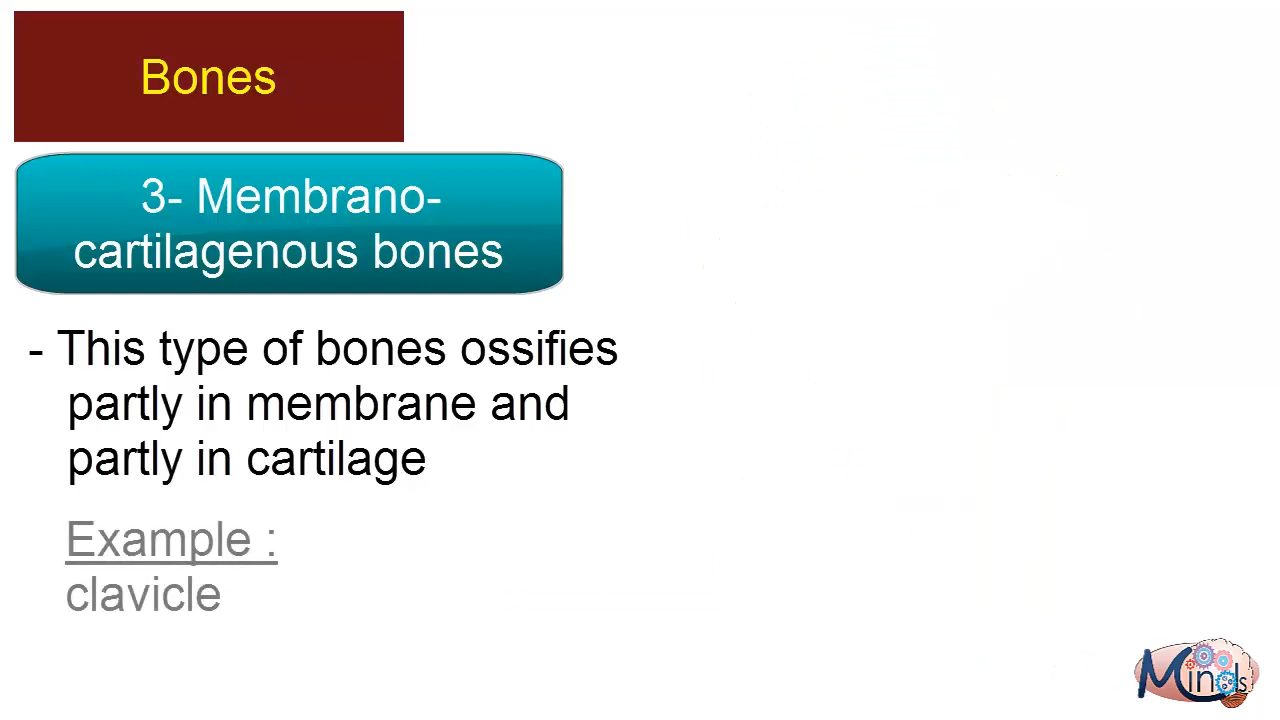 Bones
3- Membrano-
cartilagenous bones
- This type of bones ossifies
partly in membrane and
partly in cartilage
Example :
clavicle
Minds